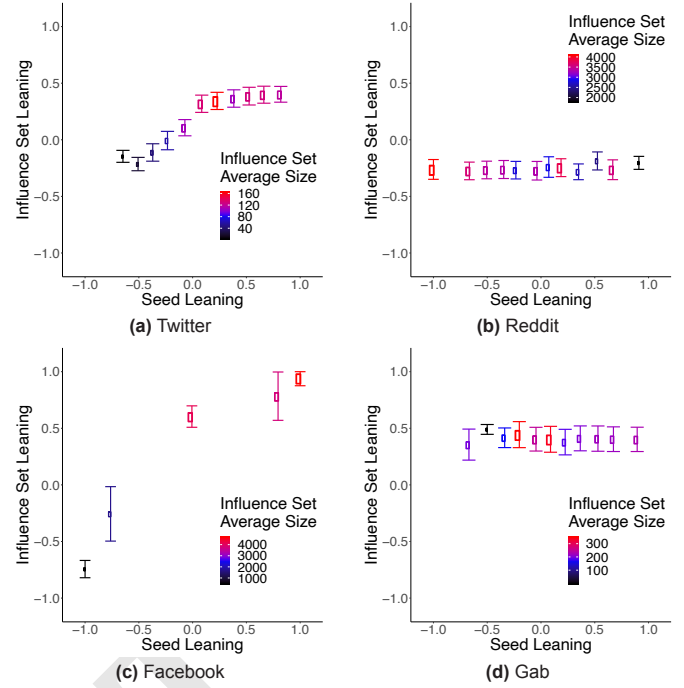 1.0
0.5
0.0
−0.5
−1.0
Influence Set Leaning
Influence Set
Average Size
160
120
80
40
−1.0 −0.5 0.0 0.5 1.0
Seed Leaning
(a) Twitter
1.0
0.5
0.0
−0.5
−1.0
Influence Set Leaning
Influence Set
Average Size
4000
3500
3000
2500
2000
−1.0 −0.5 0.0 0.5 1.0
Seed Leaning
(b) Reddit
1.0
0.5
0.0
−0.5
−1.0
Influence Set Leaning
Influence Set
Average Size
4000
3000
2000
1000
−1.0 −0.5 0.0 0.5 1.0
Seed Leaning
(c) Facebook
1.0
0.5
0.0
−0.5
−1.0
Influence Set Leaning
Influence Set
Average Size
300
200
100
−1.0 −0.5 0.0 0.5 1.0
Seed Leaning
(d) Gab